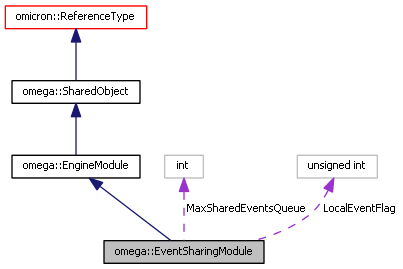 omicron::ReferenceType
omega::SharedObject
omega::EngineModule
int
unsigned int
MaxSharedEventsQueue
LocalEventFlag
omega::EventSharingModule